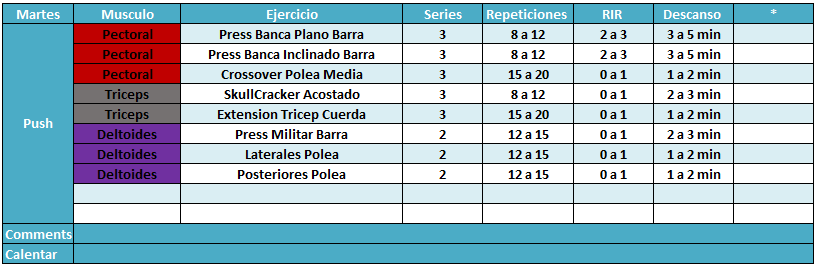 Martes Musculo Ejercicio Series Repeticiones RIR Descanso *
Pectoral Press Banca Plano Barra 3 8 a 12 2 a 3 3 a 5 min
Pectoral Press Banca Inclinado Barra 3 8 a 12 2 a 3 3 a 5 min
Pectoral Crossover Polea Media 3 15 a 20 0 a 1 1 a 2 min
Triceps SkullCracker Acostado 3 8 a 12 0 a 1 2 a 3 min
Push Triceps Extension Tricep Cuerda 3 15 a 20 0 a 1 1 a 2 min
Deltoides Press Militar Barra 2 12 a 15 0 a 1 2 a 3 min
Deltoides Laterales Polea 2 12 a 15 0 a 1 1 a 2 min
Deltoides Posteriores Polea 2 12 a 15 0 a 1 1 a 2 min
Comments
Calentar